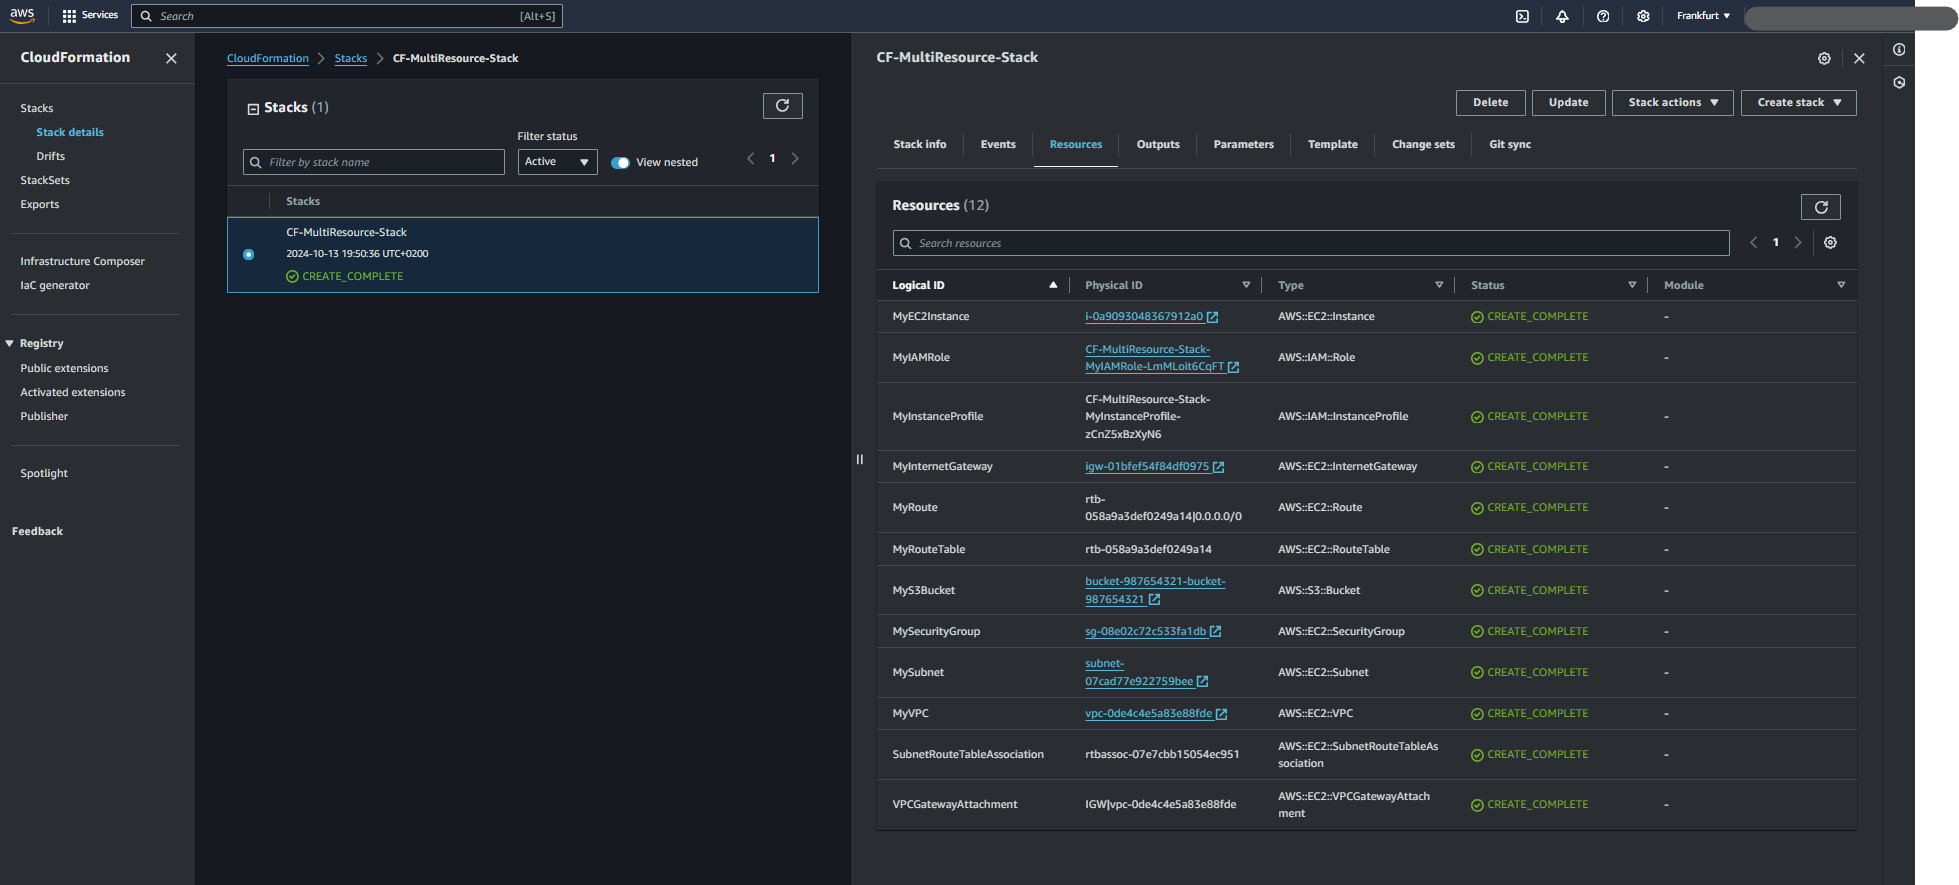 aws
Services
Search
[Alt+S]
Frankfurt
CloudFormation
Stacks
Stack details
Drifts
StackSets
Exports
Infrastructure Composer
IaC generator
Registry
Public extensions
Activated extensions
Publisher
Spotlight
Feedback
CloudFormation
Stacks
CF-MultiResource-Stack
Stacks (1)
Filter status
Filter by stack name
Active
View nested
1
Stacks
CF-MultiResource-Stack
2024-10-13 19:50:36 UTC+0200
CREATE_COMPLETE
CF-MultiResource-Stack
Delete
Update
Stack actions
Create stack
Stack info
Events
Resources
Outputs
Parameters
Template
Change sets
Git sync
Resources (12)
Search resources
1
Logical ID
Physical ID
Type
Status
Module
MyEC2Instance
i-0a9093048367912a0
AWS::EC2::Instance
CREATE_COMPLETE
-
MyIAMRole
CF-MultiResource-Stack-
MyIAMRole-LmMLoit6CqFT
AWS::IAM::Role
CREATE_COMPLETE
-
MyInstanceProfile
CF-MultiResource-Stack-
MyInstanceProfile-
zCnZ5xBzXyN6
AWS::IAM::InstanceProfile
CREATE_COMPLETE
-
MyInternetGateway
igw-01bfef54f84df0975
AWS::EC2::InternetGateway
CREATE_COMPLETE
-
MyRoute
rtb-
058a9a3def0249a14|0.0.0.0/0
AWS::EC2::Route
CREATE_COMPLETE
-
MyRouteTable
rtb-058a9a3def0249a14
AWS::EC2::RouteTable
CREATE_COMPLETE
-
MyS3Bucket
bucket-987654321-bucket-
987654321
AWS::S3::Bucket
CREATE_COMPLETE
-
MySecurityGroup
sg-08e02c72c533fa1db
AWS::EC2::SecurityGroup
CREATE_COMPLETE
-
MySubnet
subnet-
07cad77e922759bee
AWS::EC2::Subnet
CREATE_COMPLETE
-
MyVPC
vpc-0de4c4e5a83e88fde
AWS::EC2::VPC
CREATE_COMPLETE
-
SubnetRouteTableAssociation
rtbassoc-07e7cbb15054ec951
AWS::EC2::SubnetRouteTableAs
sociation
CREATE_COMPLETE
-
VPCGatewayAttachment
IGW|vpc-0de4c4e5a83e88fde
AWS::EC2::VPCGatewayAttach
ment
CREATE_COMPLETE
-